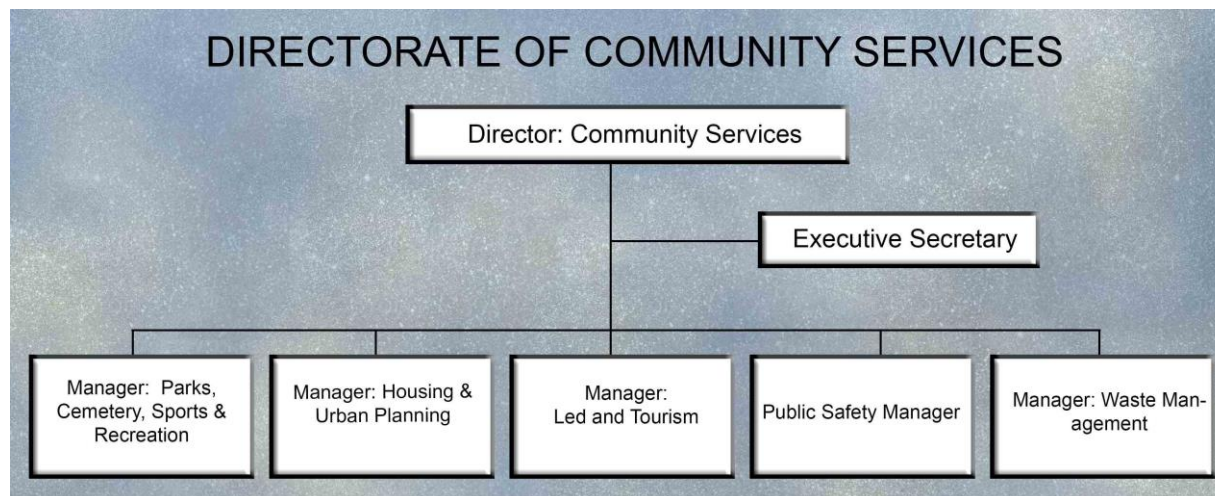 DIRECTORATE OF COMMUNITY SERVICES
Director: Community Services
Executive Secretary
Manager:  Parks,
Cemetery, Sports &
Recreation
Manager: Housing &
Urban Planning
Manager:
Led and Tourism
Public Safety Manager
Manager: Waste Man-
agement